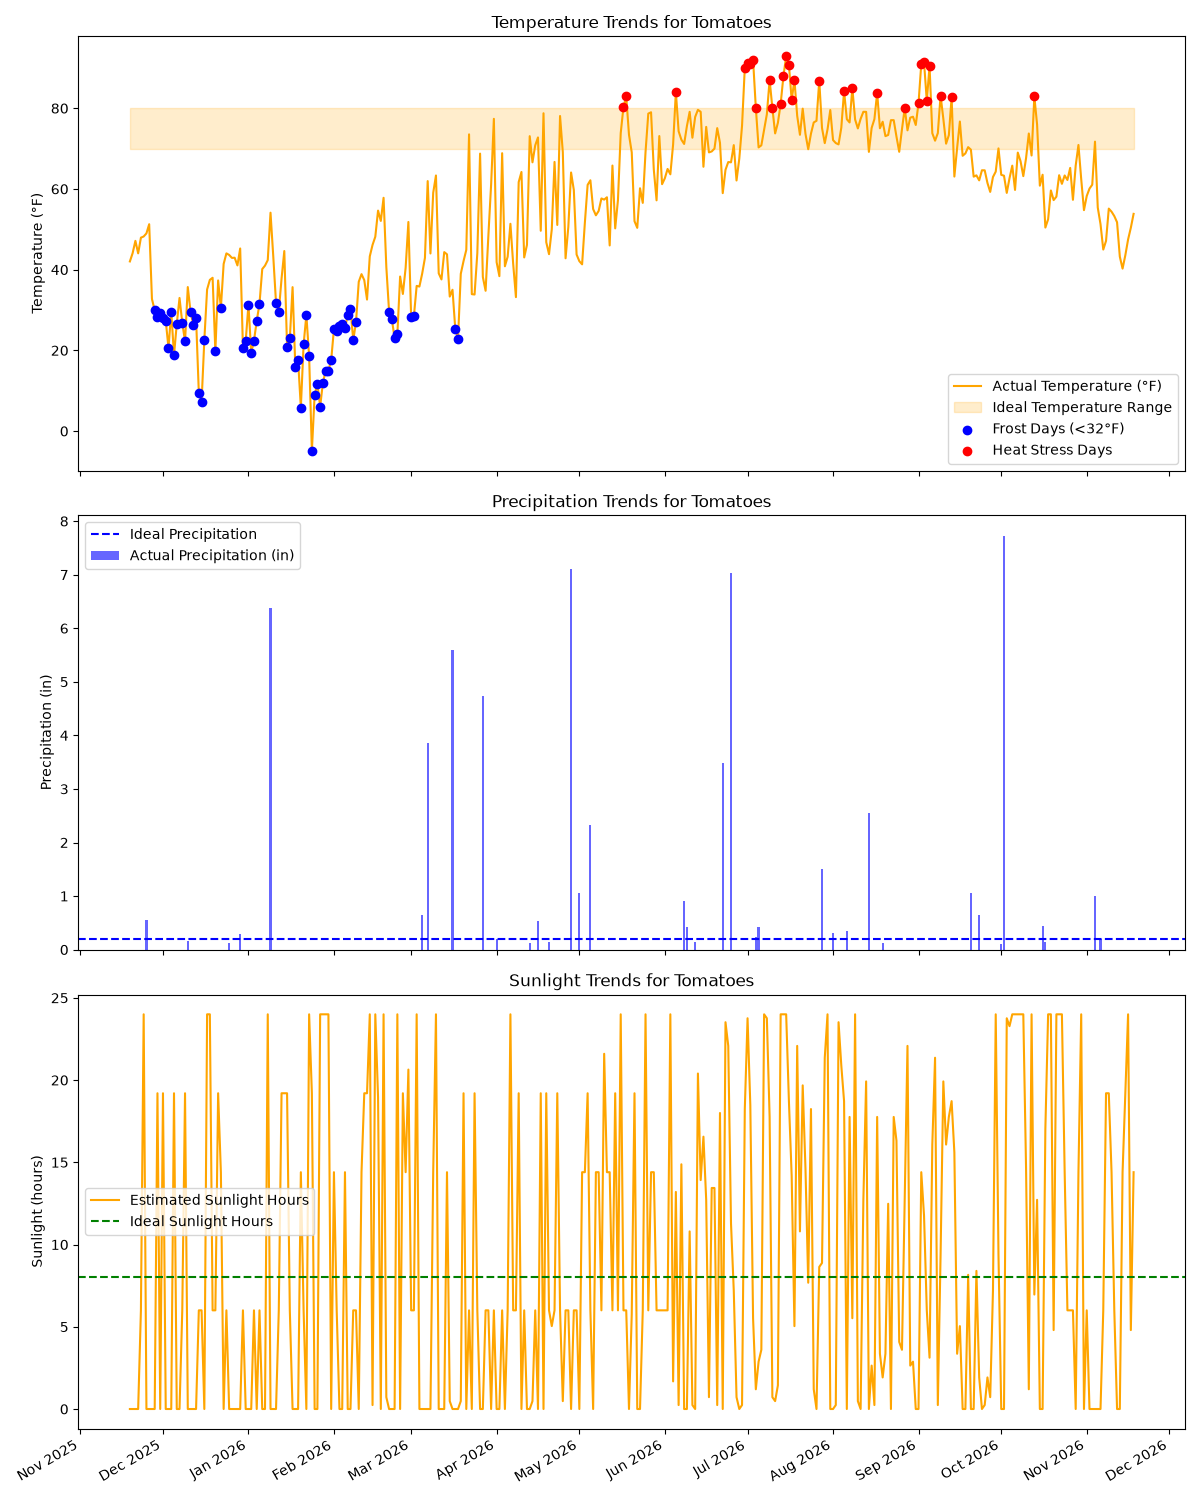 Temperature Trends for Tomatoes
Temperature (°F)
80
60
40
20
0
Actual Temperature (°F)
Ideal Temperature Range
Frost Days (<32°F)
Heat Stress Days
Precipitation Trends for Tomatoes
Precipitation (in)
8
7
6
5
4
3
2
1
0
Ideal Precipitation
Actual Precipitation (in)
Sunlight Trends for Tomatoes
Sunlight (hours)
25
20
15
10
5
0
Estimated Sunlight Hours
Ideal Sunlight Hours
Nov 2025
Dec 2025
Jan 2026
Feb 2026
Mar 2026
Apr 2026
May 2026
Jun 2026
Jul 2026
Aug 2026
Sep 2026
Oct 2026
Nov 2026
Dec 2026